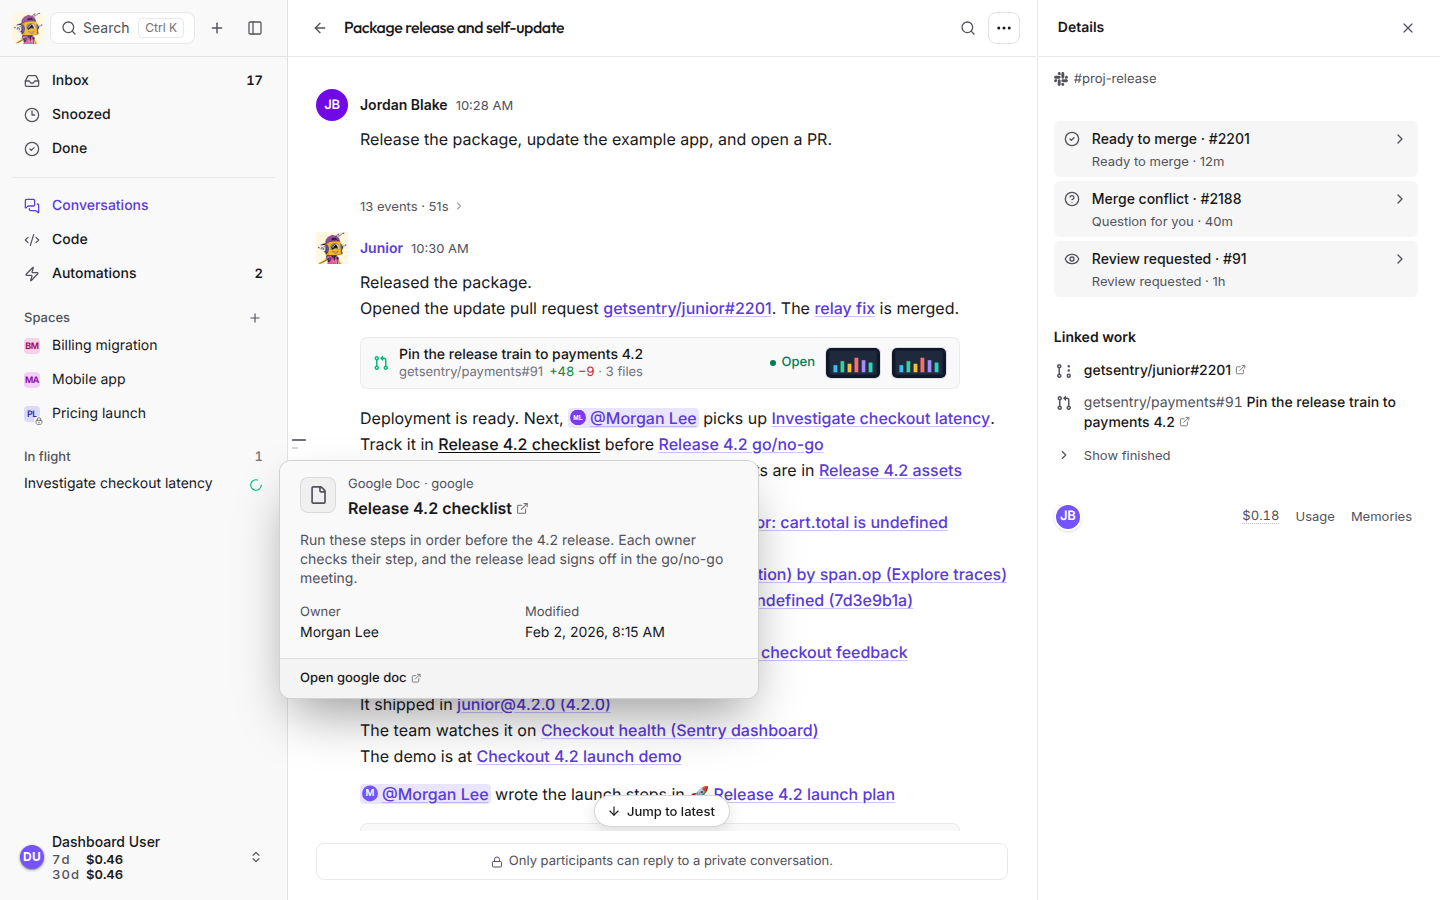 Search Ctrl K
Inbox 17
Snoozed
Done
Conversations
Code
Automations 2
Spaces
BM Billing migration
MA Mobile app
PL Pricing launch
In flight 1
Investigate checkout latency
DU Dashboard User
7d $0.46
30d $0.46
Package release and self-update
JB Jordan Blake 10:28 AM
Release the package, update the example app, and open a PR.
13 events · 51s
Junior 10:30 AM
Released the package.
Opened the update pull request getsentry/junior#2201. The relay fix is merged.
Pin the release train to payments 4.2
getsentry/payments#91 +48 −9 · 3 files
Open
Deployment is ready. Next, ML @Morgan Lee picks up Investigate checkout latency.
Track it in Release 4.2 checklist before Release 4.2 go/no-go
s are in Release 4.2 assets
or: cart.total is undefined
tion) by span.op (Explore traces)
ndefined (7d3e9b1a)
checkout feedback
Google Doc · google
Release 4.2 checklist
Run these steps in order before the 4.2 release. Each owner
checks their step, and the release lead signs off in the go/no-go
meeting.
Owner Modified
Morgan Lee Feb 2, 2026, 8:15 AM
Open google doc
It shipped in junior@4.2.0 (4.2.0)
The team watches it on Checkout health (Sentry dashboard)
The demo is at Checkout 4.2 launch demo
M @Morgan Lee wrote the launch steps in 🚀 Release 4.2 launch plan
Jump to latest
Only participants can reply to a private conversation.
Details
#proj-release
Ready to merge · #2201
Ready to merge · 12m
Merge conflict · #2188
Question for you · 40m
Review requested · #91
Review requested · 1h
Linked work
getsentry/junior#2201
getsentry/payments#91 Pin the release train to
payments 4.2
Show finished
JB $0.18 Usage Memories